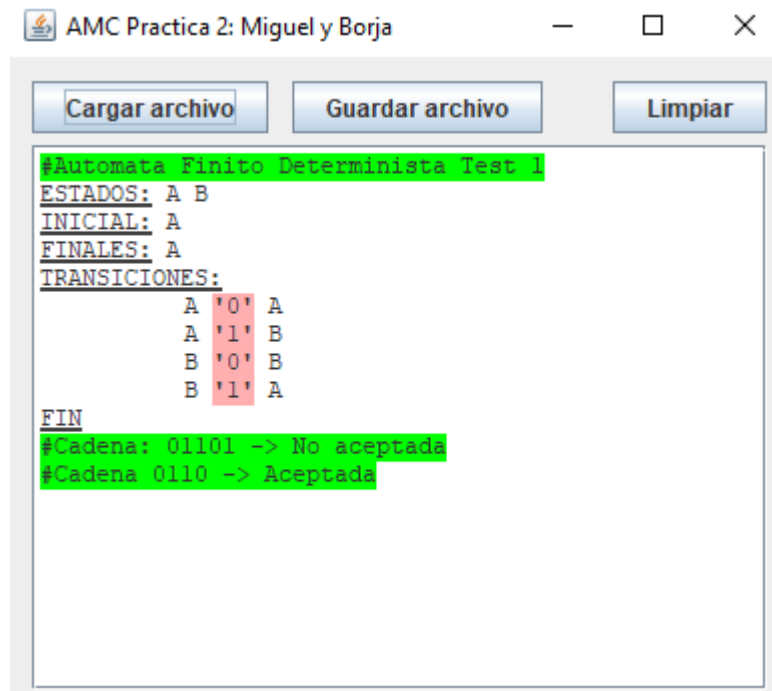 AMC Practica 2: Miguel y Borja
Cargar archivo Guardar archivo Limpiar
#Automata Finito Determinista Test 1
ESTADOS: A B
INICIAL: A
FINALES: A
TRANSICIONES:
A '0' A
A '1' B
B '0' B
B '1' A
FIN
#Cadena: 01101 -> No aceptada
#Cadena 0110 -> Aceptada